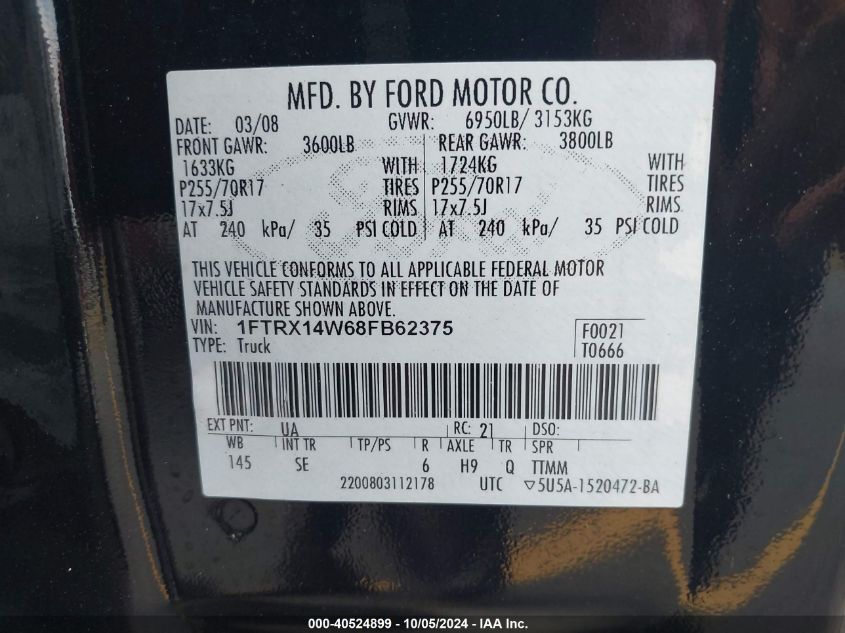 MFD. BY FORD MOTOR CO.
DATE: 03/08 GVWR: 6950LB/ 3153KG
FRONT GAWR: 3600LB REAR GAWR: 3800LB
1633KG WITH 1724KG WITH
P255/70R17 TIRES P255/70R17 TIRES
17x7.5J RIMS 17x7.5J RIMS
AT 240 kPa/ 35 PSI COLD AT 240 kPa/ 35 PSI COLD
THIS VEHICLE CONFORMS TO ALL APPLICABLE FEDERAL MOTOR
VEHICLE SAFETY STANDARDS IN EFFECT ON THE DATE OF
MANUFACTURE SHOWN ABOVE.
VIN: 1FTRX14W68FB62375 F0021
TYPE: Truck T0666
EXT PNT: UA RC: 21 DSO:
WB INT TR TP/PS R AXLE TR SPR
145 SE 6 H9 Q TTMM
2200803112178 UTC ▽5U5A-1520472-BA
000-40524899 - 10/05/2024 - IAA Inc.